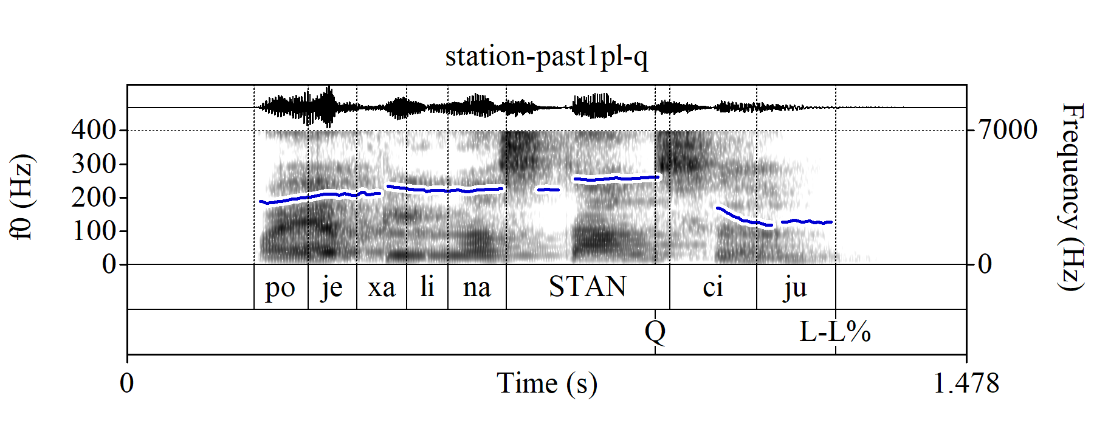 station-past1pl-q
400
300
200
100
0
f0 (Hz)
7000
0
Frequency (Hz)
po je xa li na STAN ci ju
Q L-L%
0 Time (s) 1.478